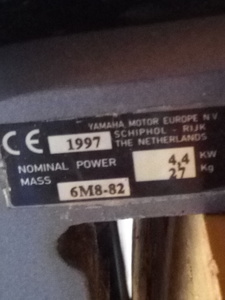 YAMAHA MOTOR EUROPE N.V.
CE 1997 SCHIPHOL - RIJK
THE NETHERLANDS
NOMINAL POWER 4,4 KW
MASS 27 Kg
6M8-82